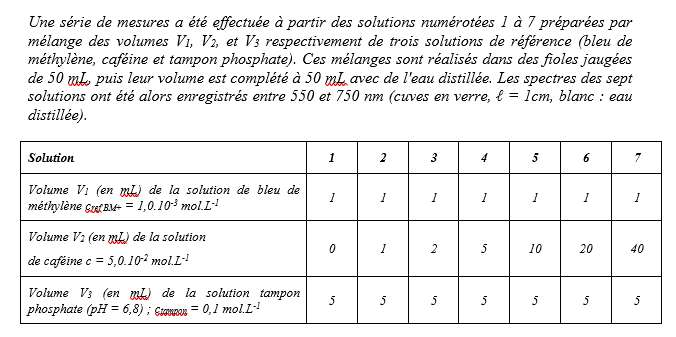 Une série de mesures a été effectuée à partir des solutions numérotées 1 à 7 préparées par
mélange des volumes V₁, V₂, et V₃ respectivement de trois solutions de référence (bleu de
méthylène, caféine et tampon phosphate). Ces mélanges sont réalisés dans des fioles jaugées
de 50 mL, puis leur volume est complété à 50 mL avec de l'eau distillée. Les spectres des sept
solutions ont été alors enregistrés entre 550 et 750 nm (cuves en verre, ℓ = 1cm, blanc : eau
distillée).
Solution 1 2 3 4 5 6 7
Volume V₁ (en mL) de la solution de bleu de
méthylène cref BM+ = 1,0.10⁻³ mol.L⁻¹ 1 1 1 1 1 1 1
Volume V₂ (en mL) de la solution
de caféine c = 5,0.10⁻² mol.L⁻¹ 0 1 2 5 10 20 40
Volume V₃ (en mL) de la solution tampon
phosphate (pH = 6,8) ; ctampon = 0,1 mol.L⁻¹ 5 5 5 5 5 5 5